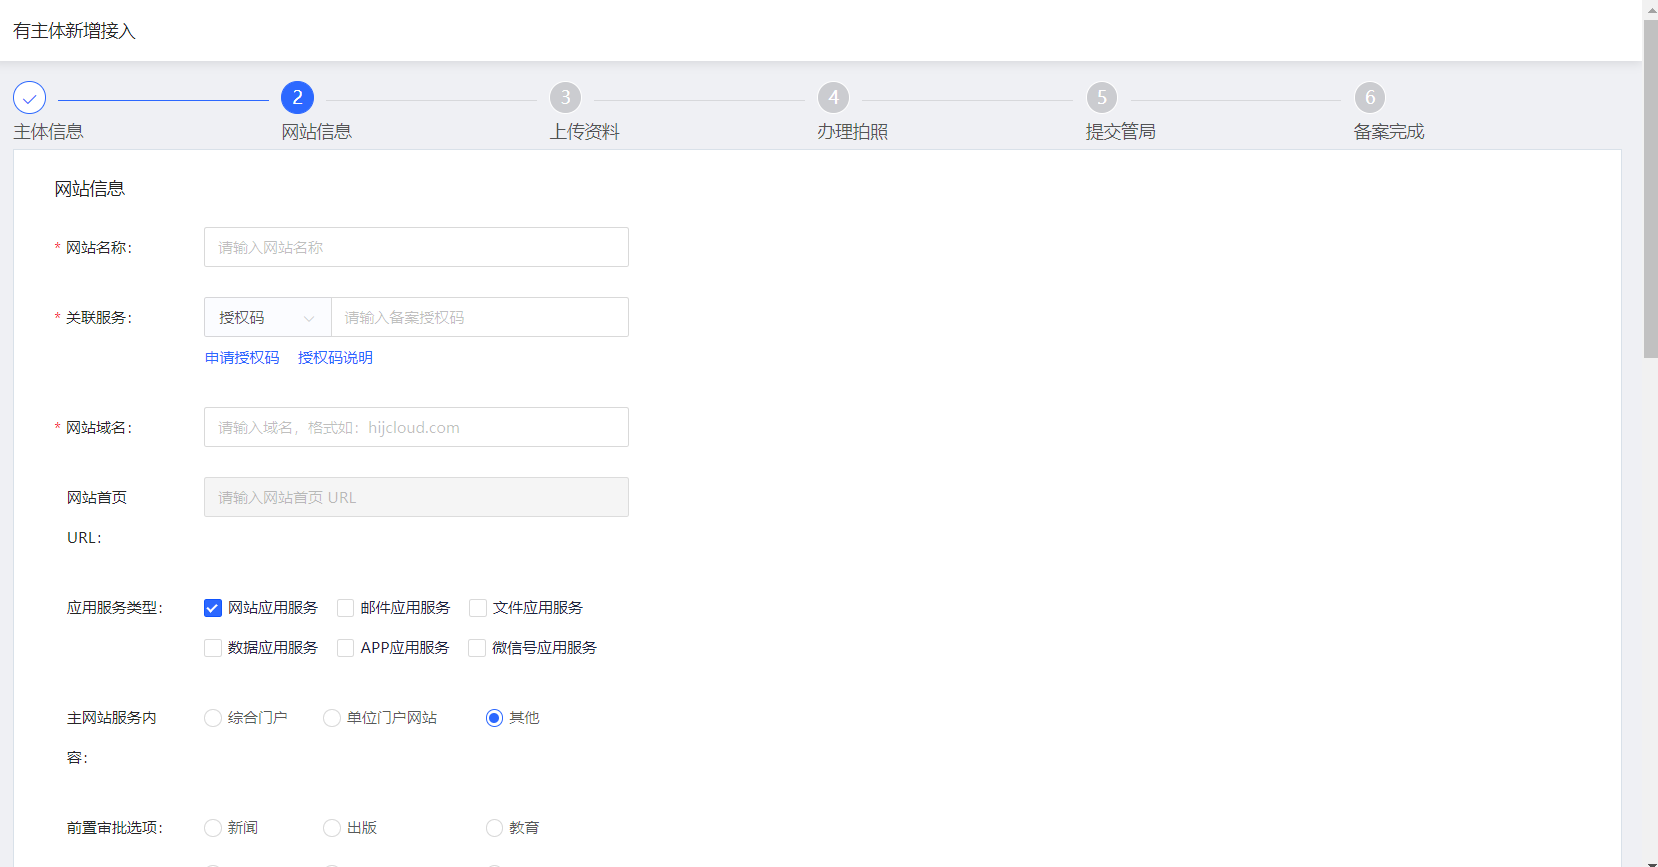 有主体新增接入
2 3 4 5 6
主体信息 网站信息 上传资料 办理拍照 提交管局 备案完成
网站信息
* 网站名称： 请输入网站名称
* 关联服务： 授权码 请输入备案授权码
申请授权码 授权码说明
* 网站域名： 请输入域名，格式如：hijcloud.com
网站首页 请输入网站首页 URL
URL：
应用服务类型： 网站应用服务 邮件应用服务 文件应用服务
数据应用服务 APP应用服务 微信号应用服务
主网站服务内 综合门户 单位门户网站 其他
容：
前置审批选项： 新闻 出版 教育